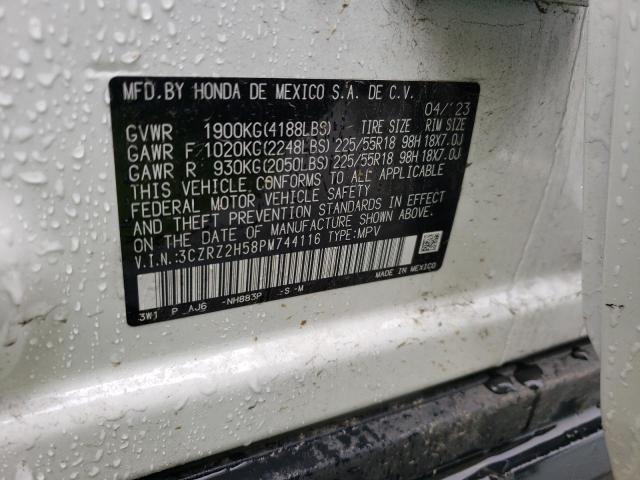 MFD. BY HONDA DE MEXICO S.A. DE C.V.
04/'23
GVWR 1900KG(4188LBS) TIRE SIZE RIM SIZE
GAWR F 1020KG(2248LBS) 225/55R18 98H 18X7.0J
GAWR R 930KG(2050LBS) 225/55R18 98H 18X7.0J
THIS VEHICLE CONFORMS TO ALL APPLICABLE
FEDERAL MOTOR VEHICLE SAFETY
AND THEFT PREVENTION STANDARDS IN EFFECT
ON THE DATE OF MANUFACTURE SHOWN ABOVE.
V.I.N.:3CZRZ2H58PM744116 TYPE:MPV
MADE IN MEXICO
3W1 P AJ6 -NH883P -S -M